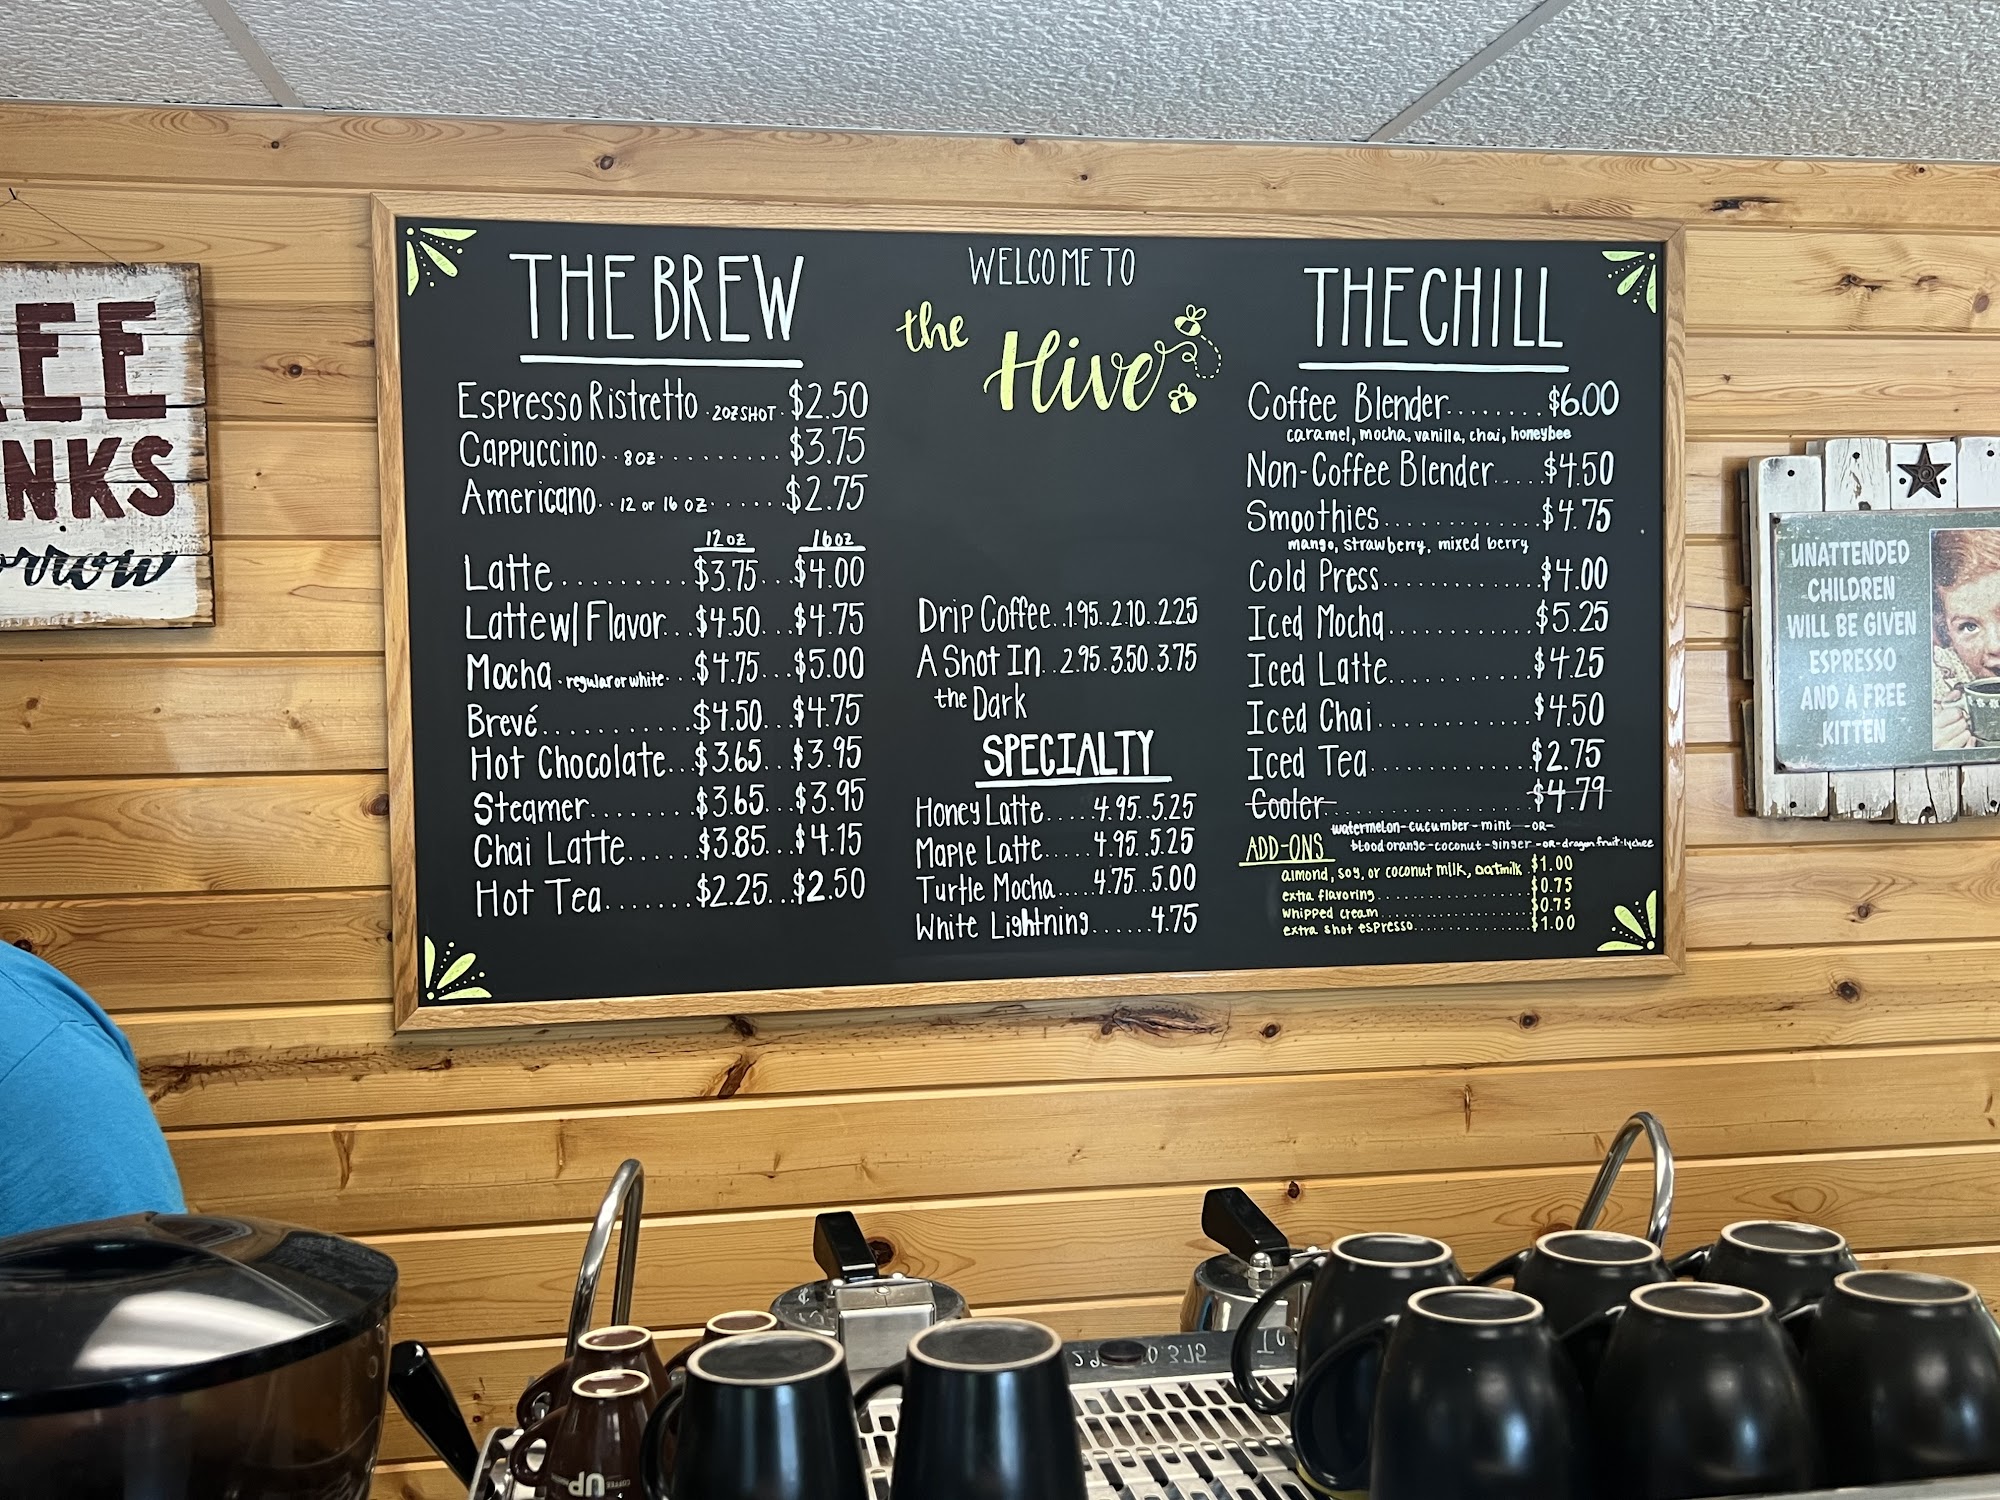 EE
NKS
orrow
THE BREW
Espresso Ristretto . 2oz SHOT . $2.50
Cappuccino .. 8 oz ......... $3.75
Americano .. 12 or 16 oz ...... $2.75
12 oz 16oz
Latte ......... $3.75 ... $4.00
Latte w/ Flavor ... $4.50 ... $4.75
Mocha . regular or white ... $4.75 ... $5.00
Brevé ........... $4.50 ... $4.75
Hot Chocolate ... $3.65 ... $3.95
Steamer ........ $3.65 ... $3.95
Chai Latte ...... $3.85 ... $4.15
Hot Tea ....... $2.25 ... $2.50
WELCOME TO
the Hive
Drip Coffee .. 1.95 .. 2.10 .. 2.25
A Shot In .. 2.95 . 3.50 . 3.75
the Dark
SPECIALTY
Honey Latte .... 4.95 .. 5.25
Maple Latte ..... 4.95 .. 5.25
Turtle Mocha .... 4.75 .. 5.00
White Lightning ...... 4.75
THE CHILL
Coffee Blender ........ $6.00
caramel, mocha, vanilla, chai, honeybee
Non-Coffee Blender ..... $4.50
Smoothies ............ $4.75
mango, strawberry, mixed berry
Cold Press ............ $4.00
Iced Mocha ............ $5.25
Iced Latte ............ $4.25
Iced Chai ............ $4.50
Iced Tea ............ $2.75
Cooler .............. $4.79
watermelon-cucumber-mint -OR-
blood orange-coconut-ginger -OR- dragon fruit-lychee
ADD-ONS
almond, soy, or coconut milk, oatmilk $1.00
extra flavoring ................ $0.75
whipped cream ................ $0.75
extra shot espresso ............... $1.00
UNATTENDED
CHILDREN
WILL BE GIVEN
ESPRESSO
AND A FREE
KITTEN
UP